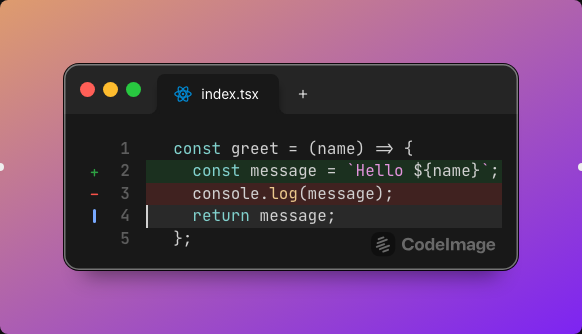 index.tsx +
1 const greet = (name) => {
+ 2 const message = `Hello ${name}`;
- 3 console.log(message);
4 return message;
5 };
CodeImage